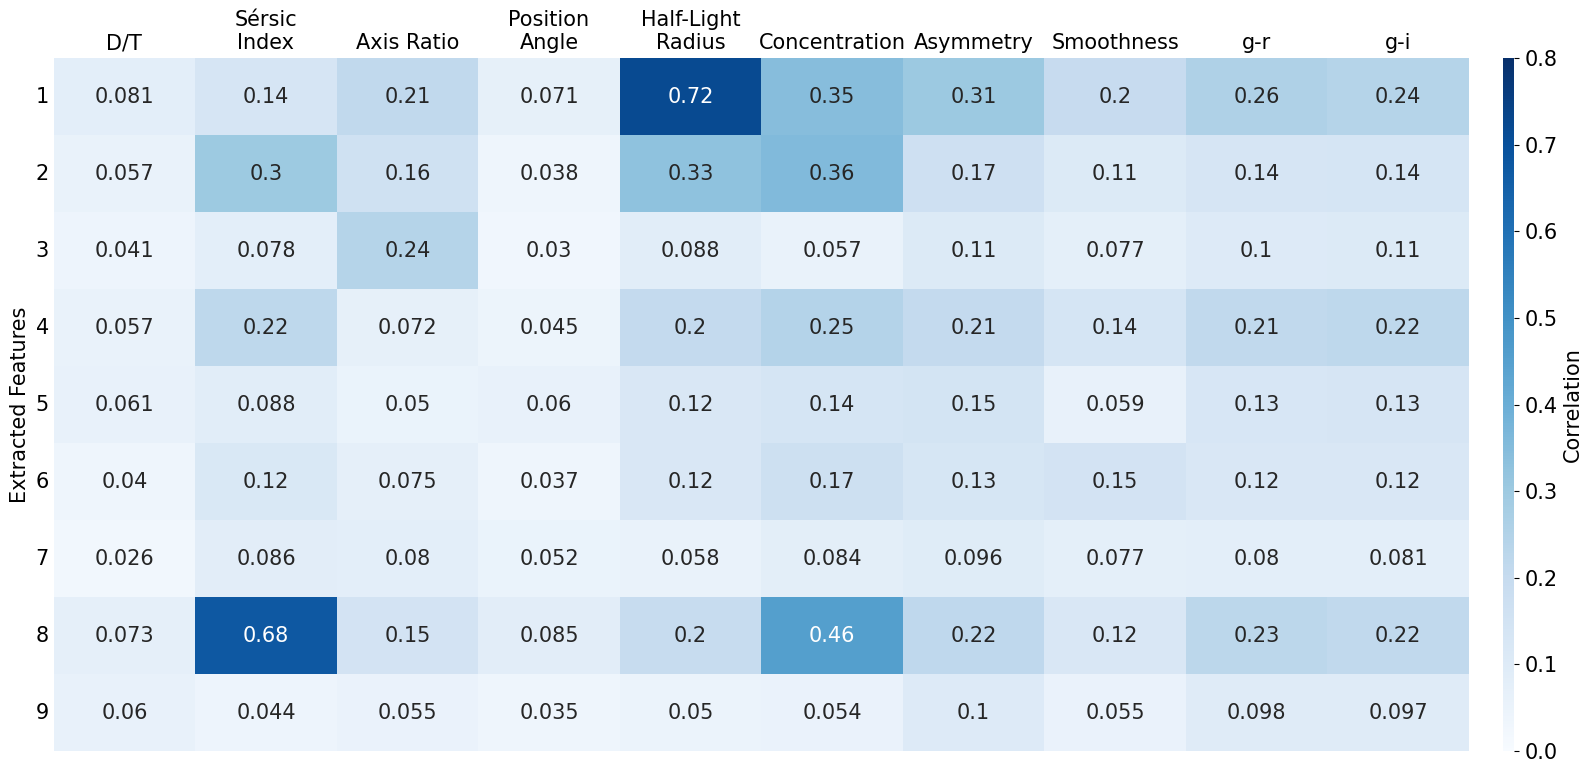 Sérsic Position Half-Light
D/T Index Axis Ratio Angle Radius Concentration Asymmetry Smoothness g-r g-i
1 0.081 0.14 0.21 0.071 0.72 0.35 0.31 0.2 0.26 0.24
2 0.057 0.3 0.16 0.038 0.33 0.36 0.17 0.11 0.14 0.14
3 0.041 0.078 0.24 0.03 0.088 0.057 0.11 0.077 0.1 0.11
4 0.057 0.22 0.072 0.045 0.2 0.25 0.21 0.14 0.21 0.22
5 0.061 0.088 0.05 0.06 0.12 0.14 0.15 0.059 0.13 0.13
6 0.04 0.12 0.075 0.037 0.12 0.17 0.13 0.15 0.12 0.12
7 0.026 0.086 0.08 0.052 0.058 0.084 0.096 0.077 0.08 0.081
8 0.073 0.68 0.15 0.085 0.2 0.46 0.22 0.12 0.23 0.22
9 0.06 0.044 0.055 0.035 0.05 0.054 0.1 0.055 0.098 0.097
Extracted Features
0.8
0.7
0.6
0.5
0.4
0.3
0.2
0.1
0.0
Correlation